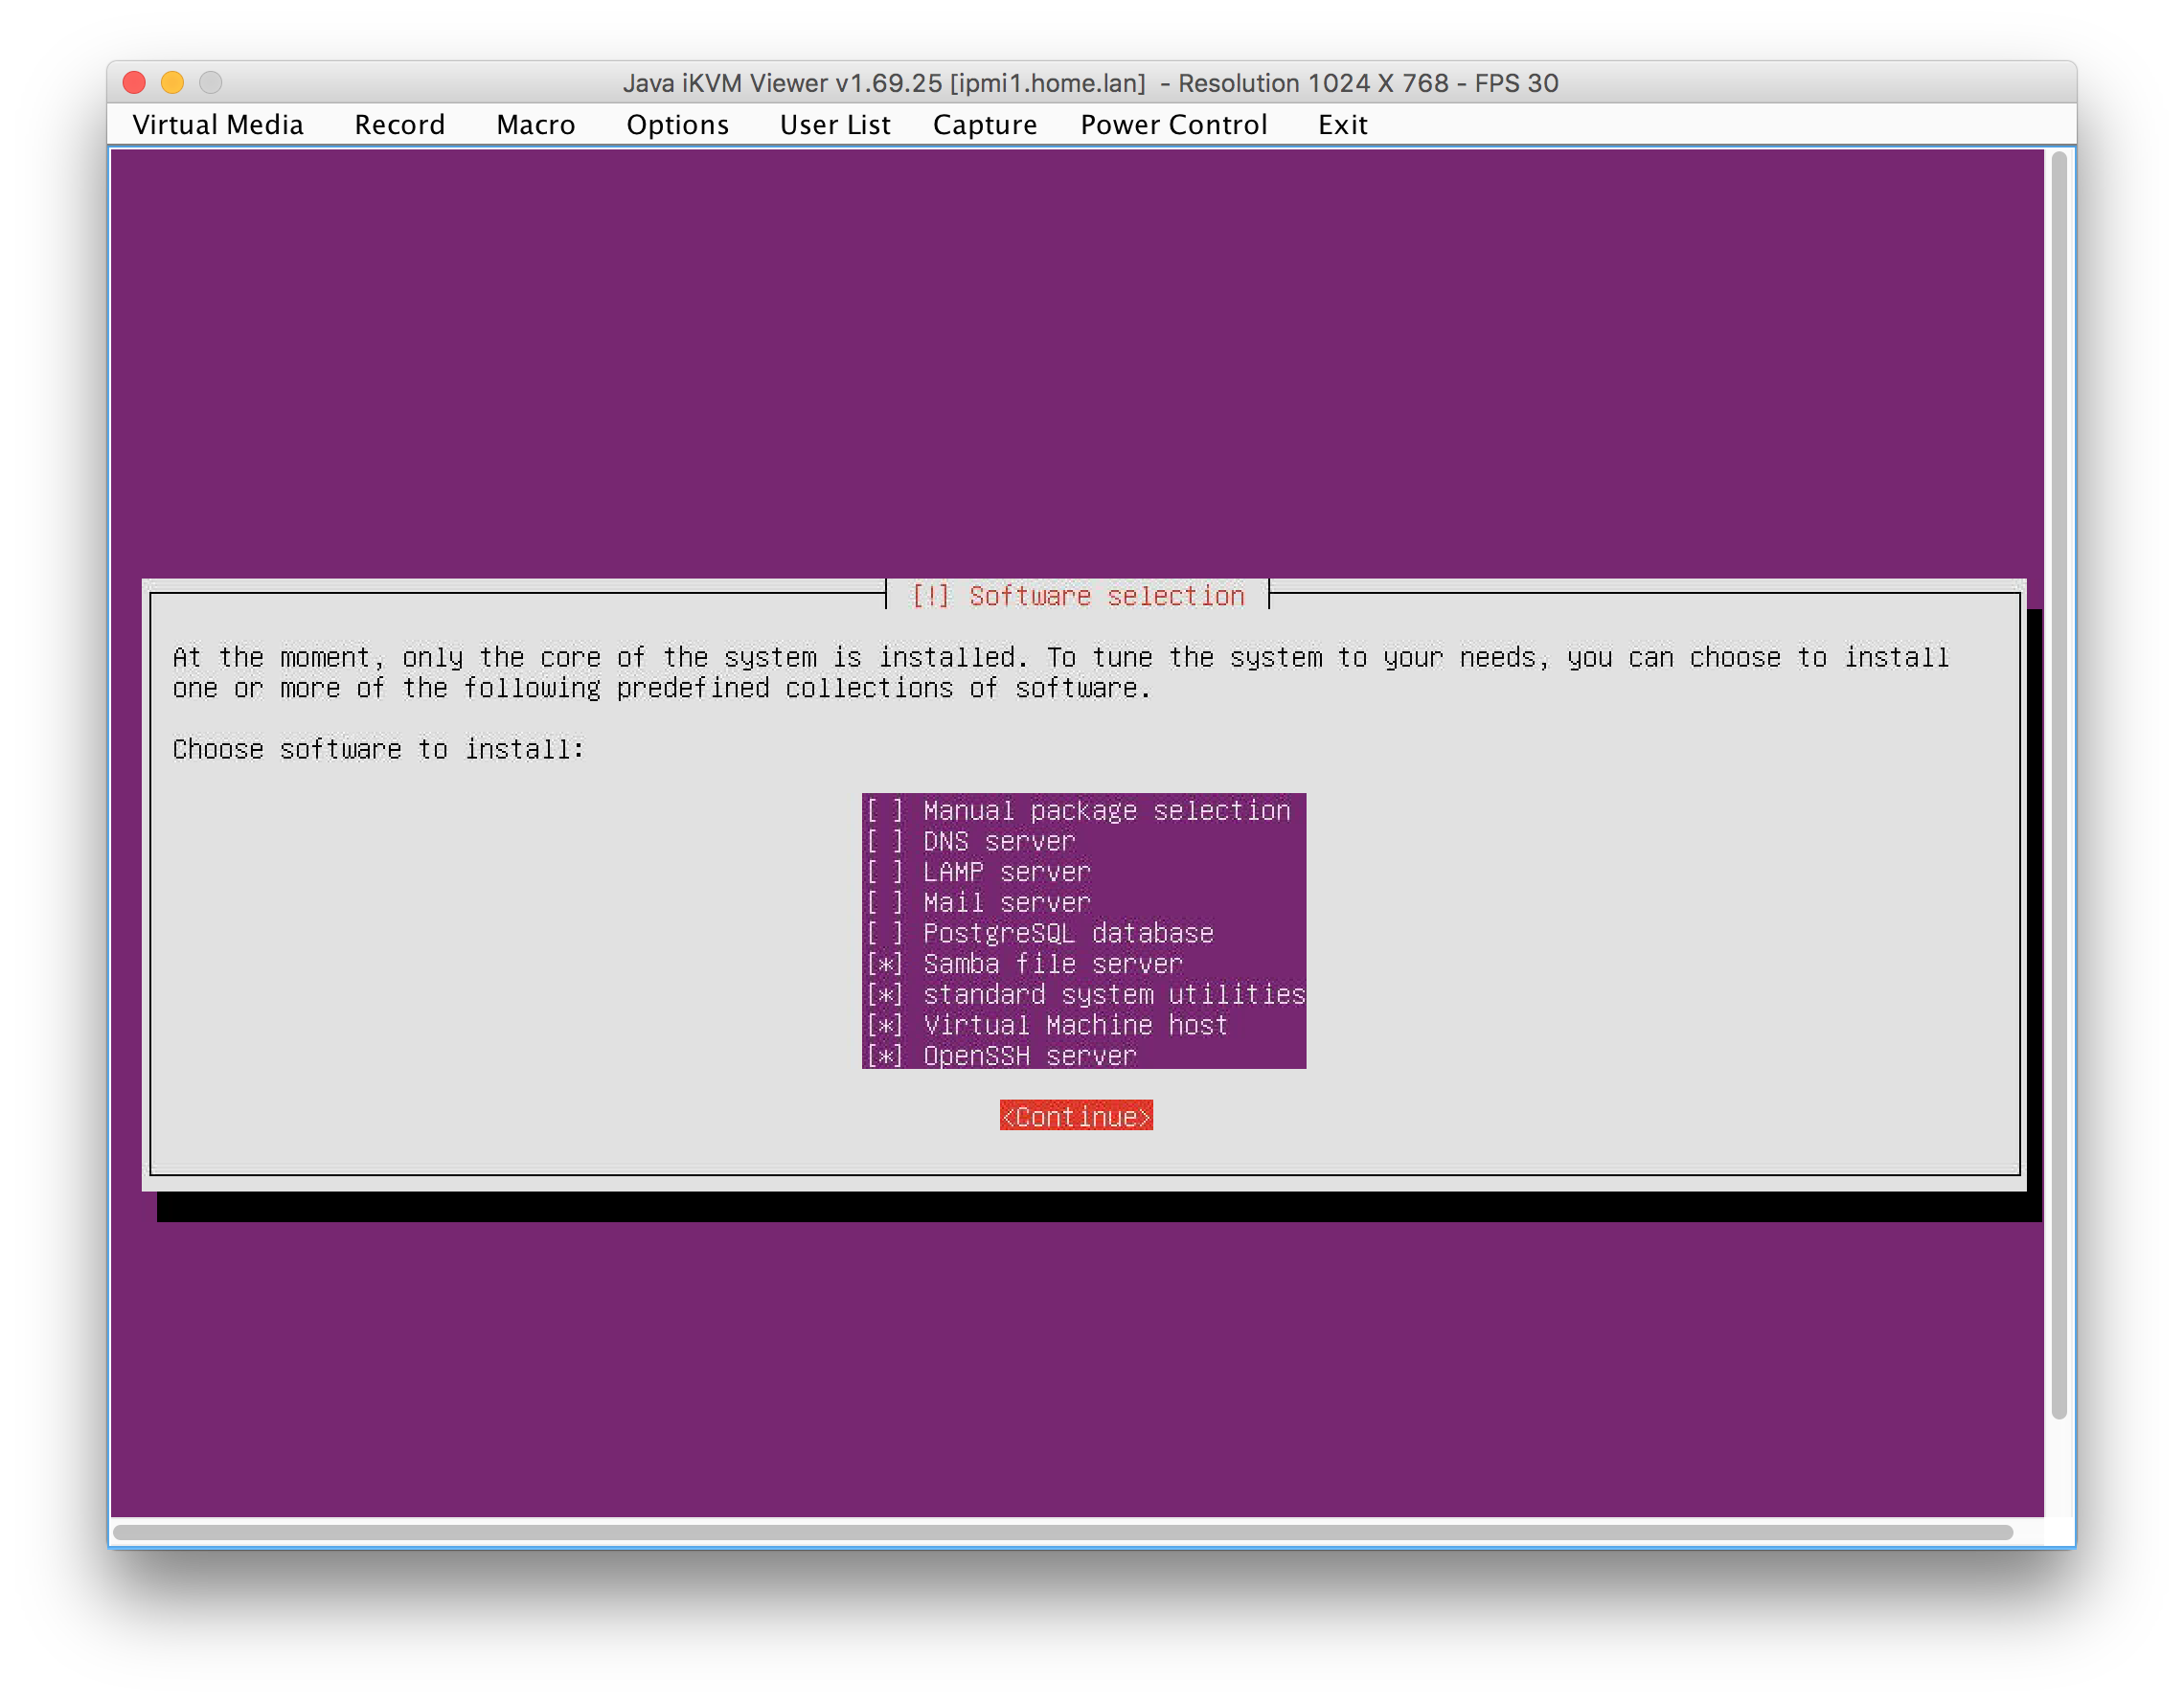 Java iKVM Viewer v1.69.25 [ipmi1.home.lan]  - Resolution 1024 X 768 - FPS 30
Virtual Media Record Macro Options User List Capture Power Control Exit
[!] Software selection
At the moment, only the core of the system is installed. To tune the system to your needs, you can choose to install
one or more of the following predefined collections of software.
Choose software to install:
[ ] Manual package selection
[ ] DNS server
[ ] LAMP server
[ ] Mail server
[ ] PostgreSQL database
[*] Samba file server
[*] standard system utilities
[*] Virtual Machine host
[*] OpenSSH server
<Continue>